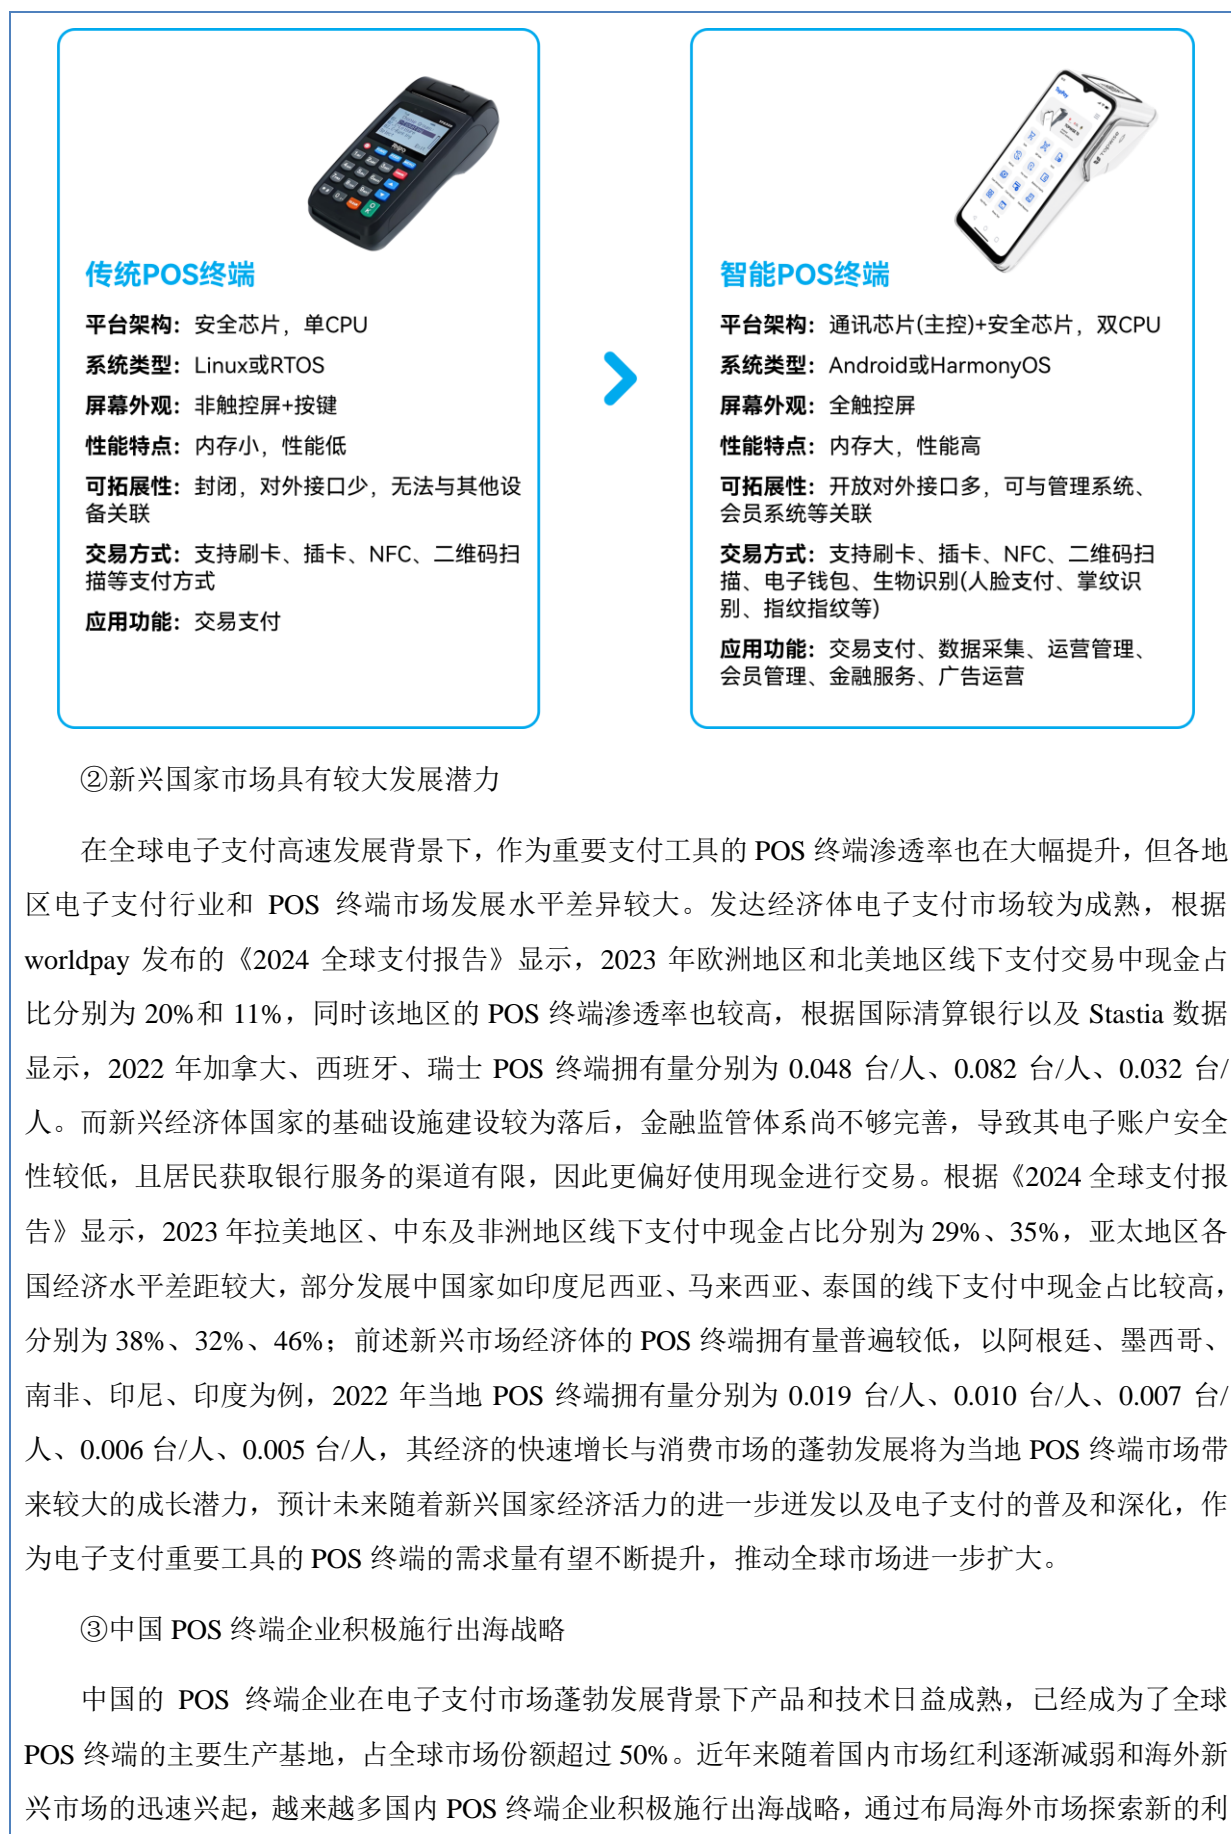 传统POS终端
平台架构：安全芯片，单CPU
系统类型：Linux或RTOS
屏幕外观：非触控屏+按键
性能特点：内存小，性能低
可拓展性：封闭，对外接口少，无法与其他设
备关联
交易方式：支持刷卡、插卡、NFC、二维码扫
描等支付方式
应用功能：交易支付
智能POS终端
平台架构：通讯芯片(主控)+安全芯片，双CPU
系统类型：Android或HarmonyOS
屏幕外观：全触控屏
性能特点：内存大，性能高
可拓展性：开放对外接口多，可与管理系统、
会员系统等关联
交易方式：支持刷卡、插卡、NFC、二维码扫
描、电子钱包、生物识别(人脸支付、掌纹识
别、指纹指纹等)
应用功能：交易支付、数据采集、运营管理、
会员管理、金融服务、广告运营
②新兴国家市场具有较大发展潜力
在全球电子支付高速发展背景下，作为重要支付工具的 POS 终端渗透率也在大幅提升，但各地
区电子支付行业和 POS 终端市场发展水平差异较大。发达经济体电子支付市场较为成熟，根据
worldpay 发布的《2024 全球支付报告》显示，2023 年欧洲地区和北美地区线下支付交易中现金占
比分别为 20%和 11%，同时该地区的 POS 终端渗透率也较高，根据国际清算银行以及 Stastia 数据
显示，2022 年加拿大、西班牙、瑞士 POS 终端拥有量分别为 0.048 台/人、0.082 台/人、0.032 台/
人。而新兴经济体国家的基础设施建设较为落后，金融监管体系尚不够完善，导致其电子账户安全
性较低，且居民获取银行服务的渠道有限，因此更偏好使用现金进行交易。根据《2024 全球支付报
告》显示，2023 年拉美地区、中东及非洲地区线下支付中现金占比分别为 29%、35%，亚太地区各
国经济水平差距较大，部分发展中国家如印度尼西亚、马来西亚、泰国的线下支付中现金占比较高，
分别为 38%、32%、46%；前述新兴市场经济体的 POS 终端拥有量普遍较低，以阿根廷、墨西哥、
南非、印尼、印度为例，2022 年当地 POS 终端拥有量分别为 0.019 台/人、0.010 台/人、0.007 台/
人、0.006 台/人、0.005 台/人，其经济的快速增长与消费市场的蓬勃发展将为当地 POS 终端市场带
来较大的成长潜力，预计未来随着新兴国家经济活力的进一步迸发以及电子支付的普及和深化，作
为电子支付重要工具的 POS 终端的需求量有望不断提升，推动全球市场进一步扩大。
③中国 POS 终端企业积极施行出海战略
中国的 POS 终端企业在电子支付市场蓬勃发展背景下产品和技术日益成熟，已经成为了全球
POS 终端的主要生产基地，占全球市场份额超过 50%。近年来随着国内市场红利逐渐减弱和海外新
兴市场的迅速兴起，越来越多国内 POS 终端企业积极施行出海战略，通过布局海外市场探索新的利